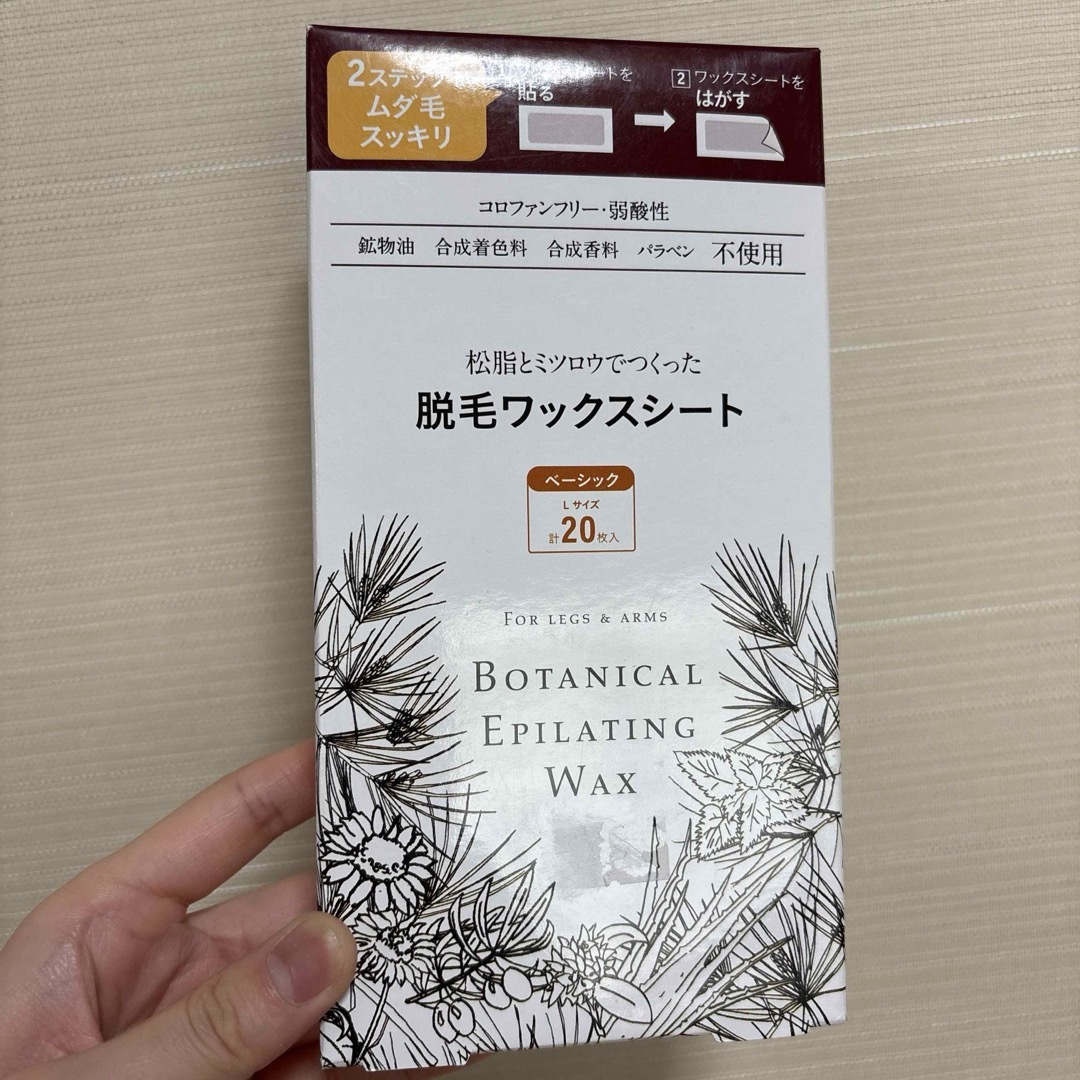 2ステップ
ムダ毛
スッキリ
シートを
貼る
2 ワックスシートを
はがす
コロファンフリー・弱酸性
鉱物油 合成着色料 合成香料 パラベン 不使用
松脂とミツロウでつくった
脱毛ワックスシート
ベーシック
Lサイズ
計20枚入
FOR LEGS & ARMS
BOTANICAL
EPILATING
WAX